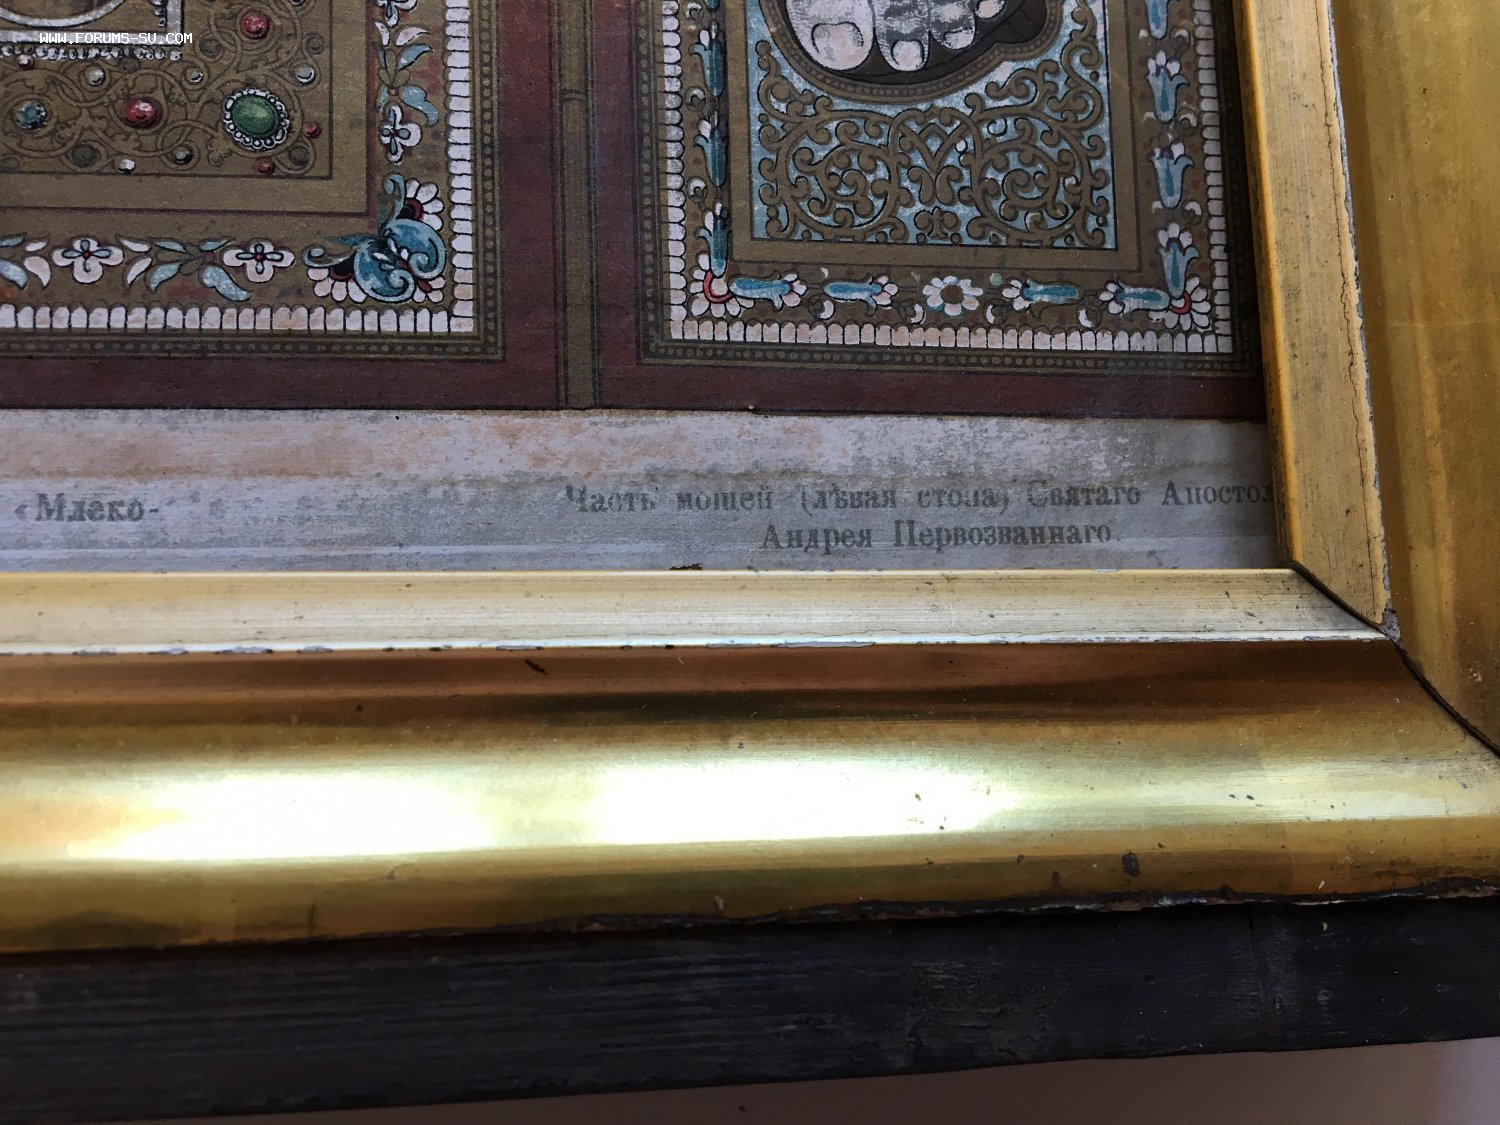 WWW.FORUMS-SU.COM
«Млеко-
Часть мощей (лѣвая стопа) Святаго Апостол
Андрея Первозваннаго